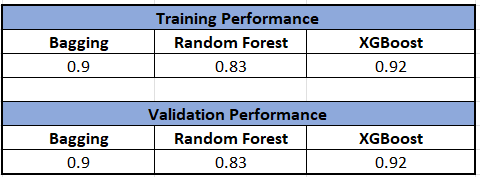 Training Performance
Bagging Random Forest XGBoost
0.9 0.83 0.92
Validation Performance
Bagging Random Forest XGBoost
0.9 0.83 0.92